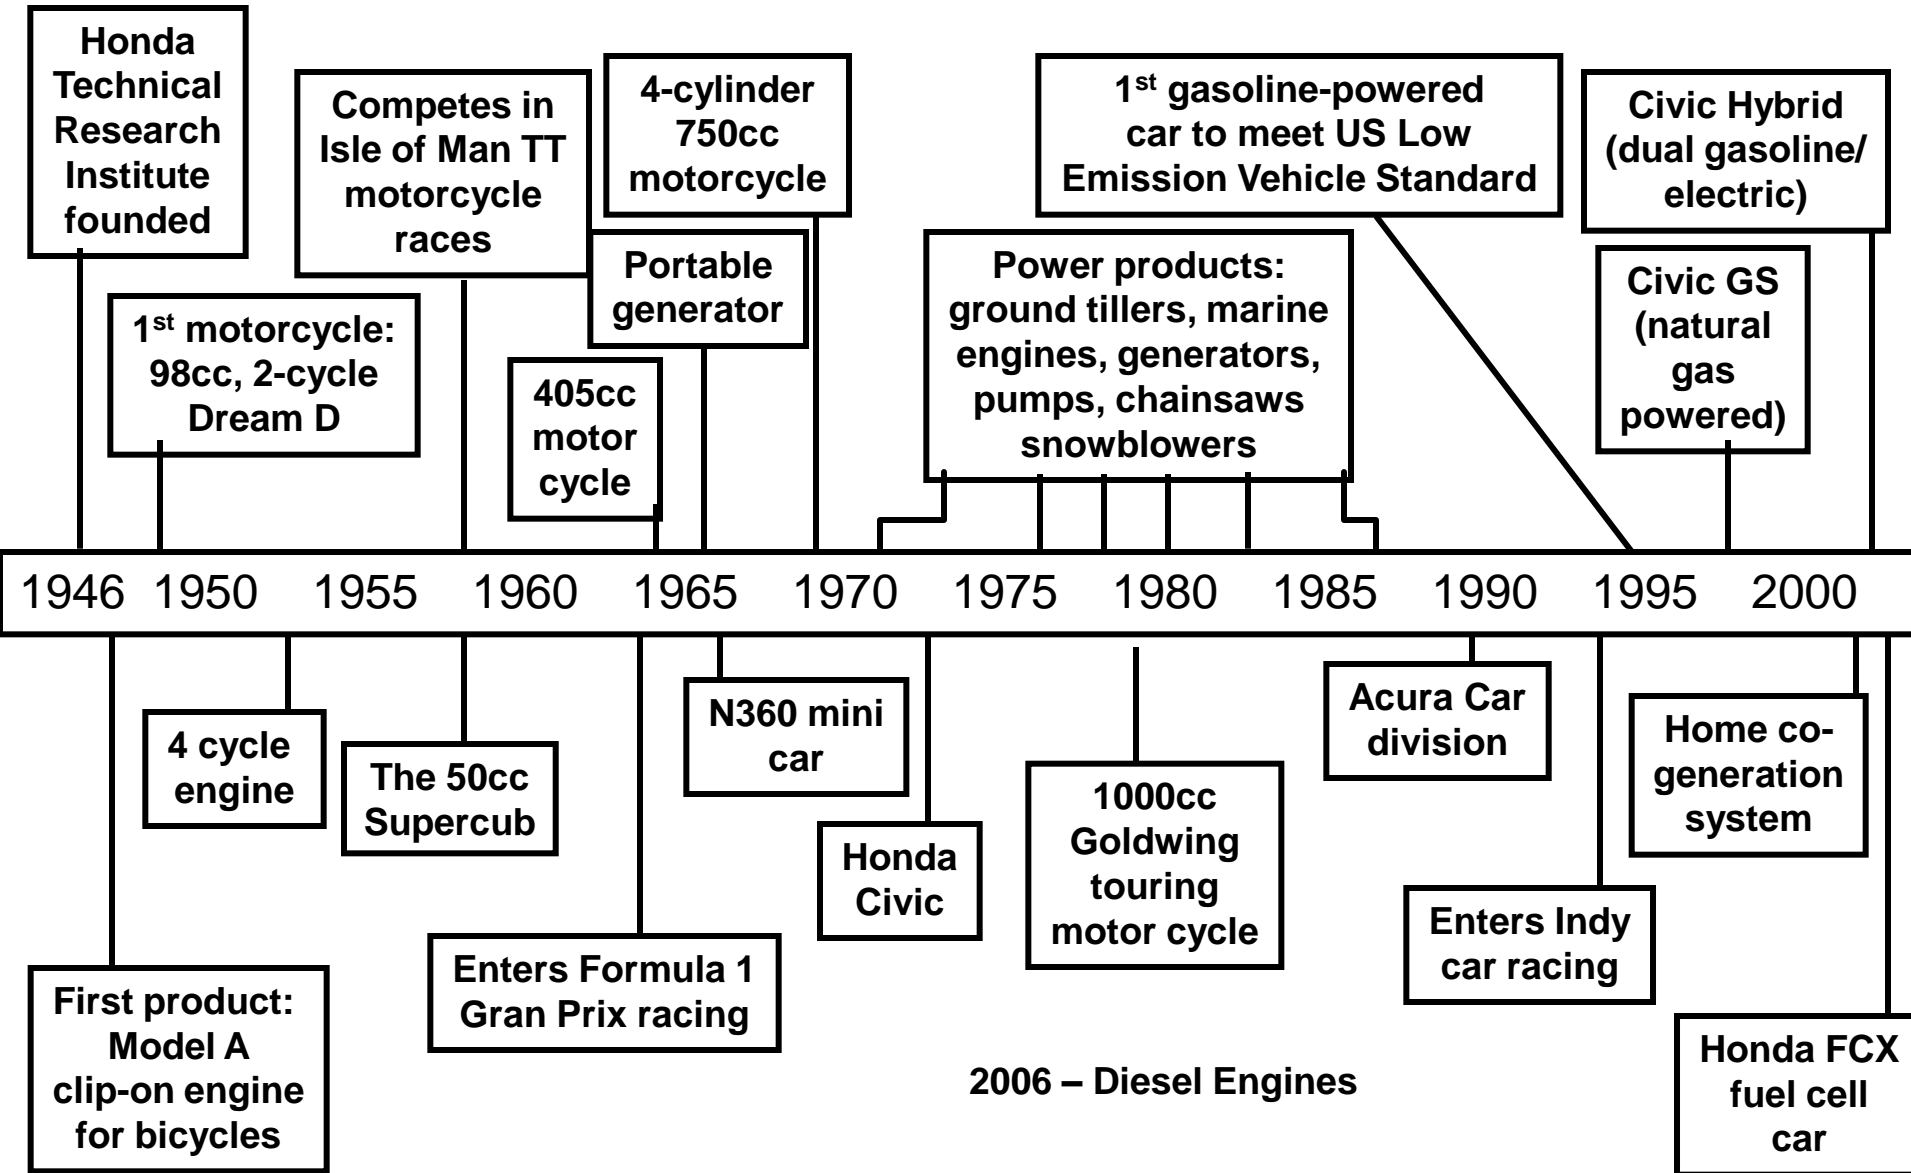 Honda
Technical
Research
Institute
founded
Competes in
Isle of Man TT
motorcycle
races
4-cylinder
750cc
motorcycle
1st gasoline-powered
car to meet US Low
Emission Vehicle Standard
Civic Hybrid
(dual gasoline/
electric)
1st motorcycle:
98cc, 2-cycle
Dream D
405cc
motor
cycle
Portable
generator
Power products:
ground tillers, marine
engines, generators,
pumps, chainsaws
snowblowers
Civic GS
(natural
gas
powered)
1946 1950 1955 1960 1965 1970 1975 1980 1985 1990 1995 2000
4 cycle
engine
The 50cc
Supercub
N360 mini
car
Honda
Civic
1000cc
Goldwing
touring
motor cycle
Acura Car
division
Home co-
generation
system
First product:
Model A
clip-on engine
for bicycles
Enters Formula 1
Gran Prix racing
Enters Indy
car racing
2006 – Diesel Engines
Honda FCX
fuel cell
car